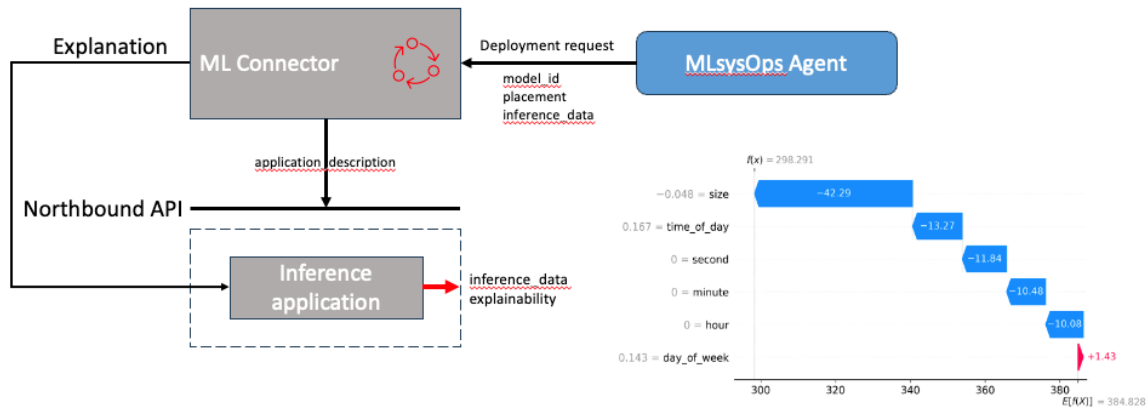 Explanation
ML Connector
Deployment request
model_id
placement
inference_data
MLsysOps Agent
application_description
Northbound API
Inference
application
inference_data
explainability
f(x) = 298.291
−0.048 = size
−42.29
0.167 = time_of_day
−13.27
0 = second
−11.84
0 = minute
−10.48
0 = hour
−10.08
0.143 = day_of_week
+1.43
300 320 340 360 380
E[f(X)] = 384.828